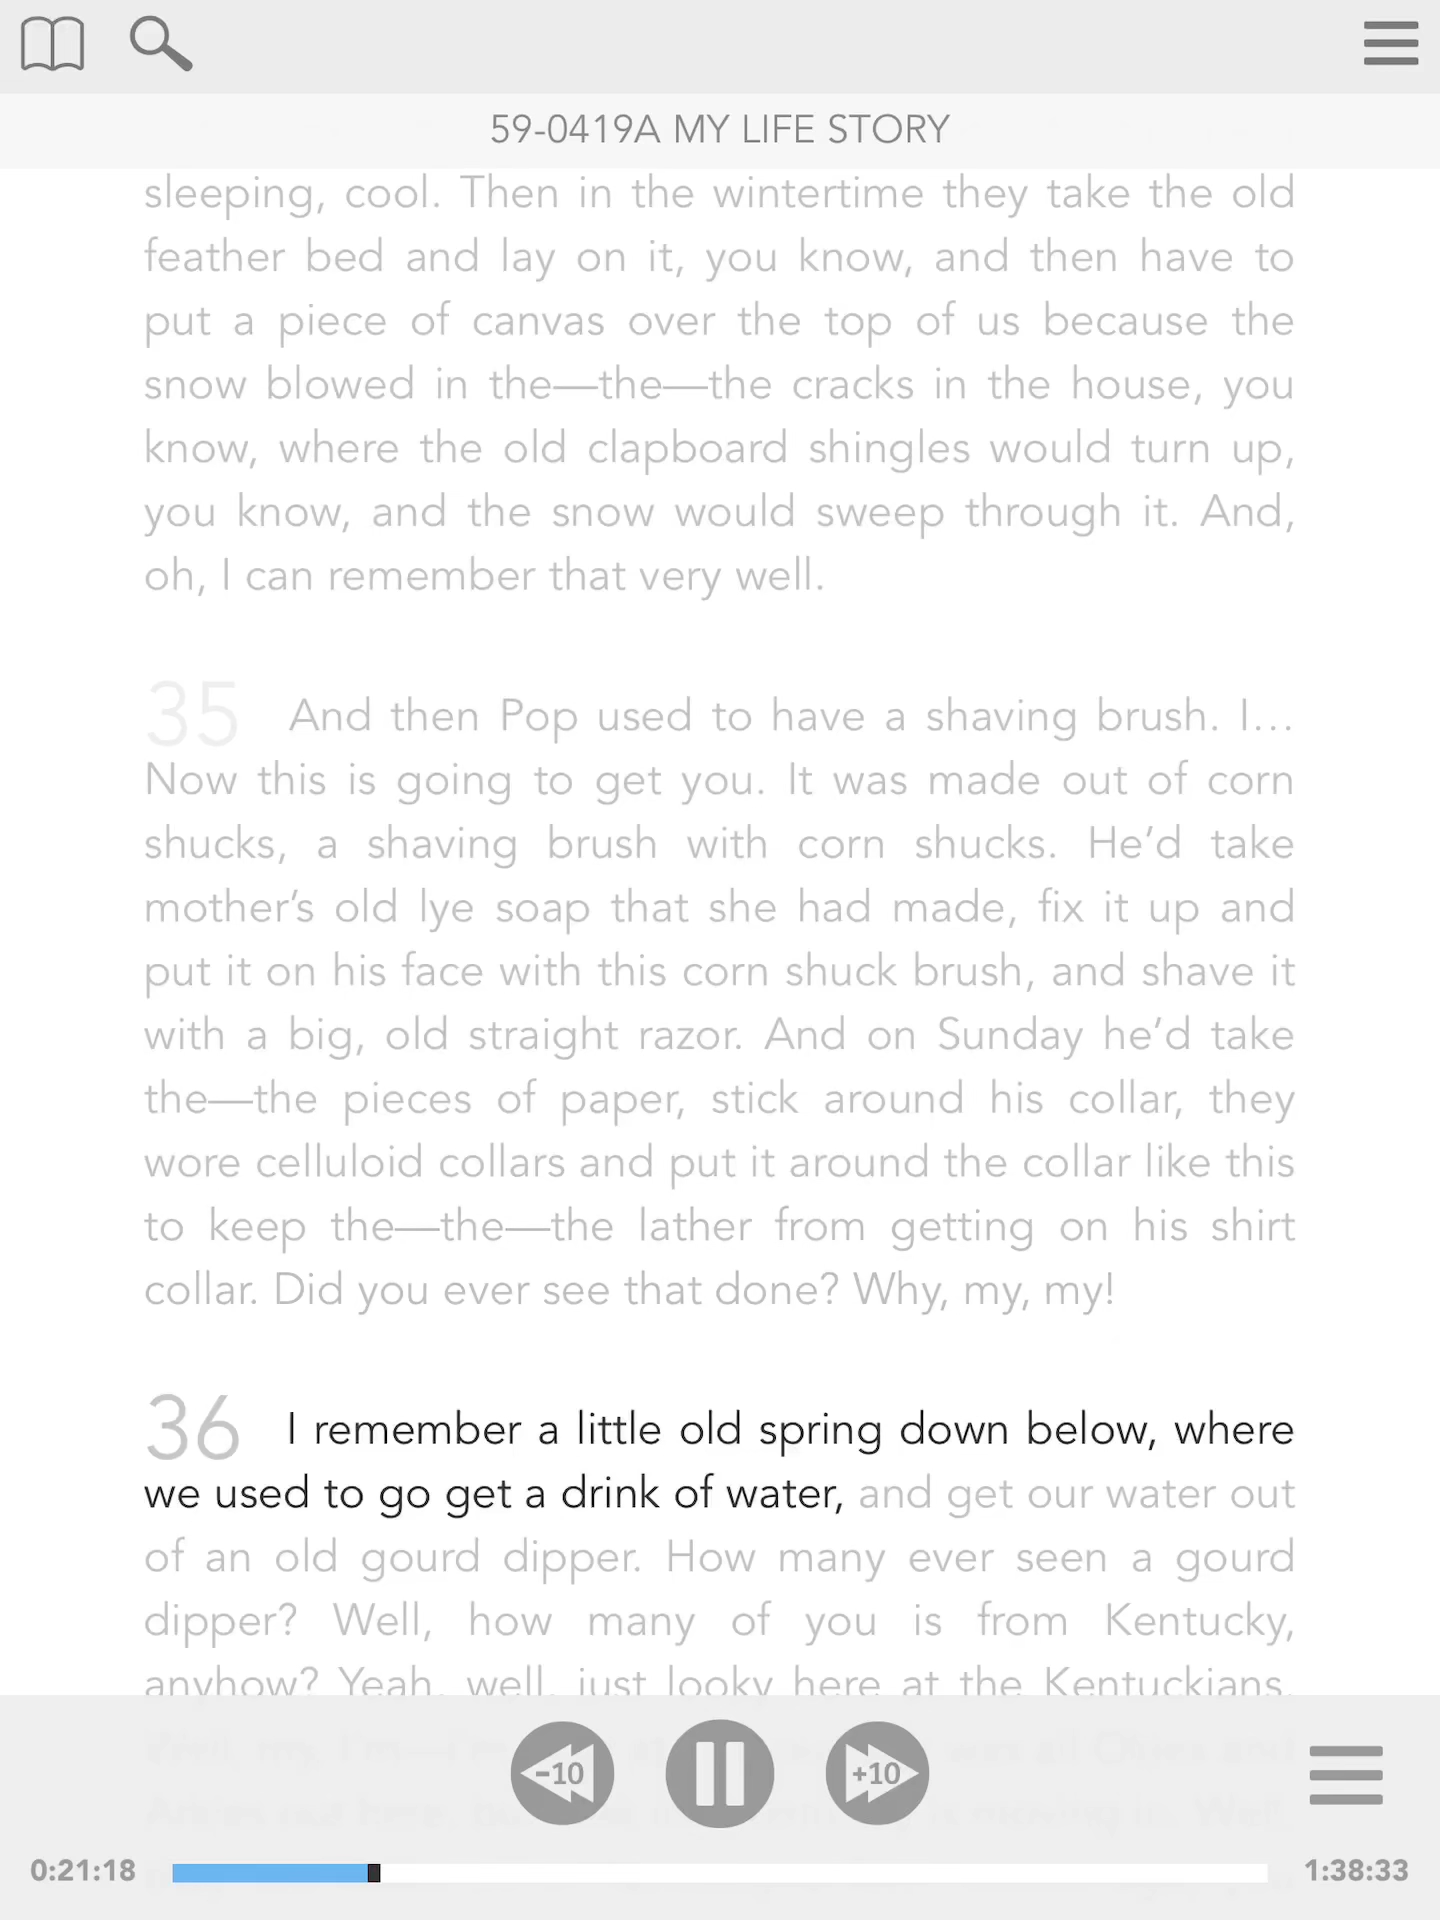 59-0419A MY LIFE STORY
sleeping, cool. Then in the wintertime they take the old
feather bed and lay on it, you know, and then have to
put a piece of canvas over the top of us because the
snow blowed in the—the—the cracks in the house, you
know, where the old clapboard shingles would turn up,
you know, and the snow would sweep through it. And,
oh, I can remember that very well.
35 And then Pop used to have a shaving brush. I…
Now this is going to get you. It was made out of corn
shucks, a shaving brush with corn shucks. He’d take
mother’s old lye soap that she had made, fix it up and
put it on his face with this corn shuck brush, and shave it
with a big, old straight razor. And on Sunday he’d take
the—the pieces of paper, stick around his collar, they
wore celluloid collars and put it around the collar like this
to keep the—the—the lather from getting on his shirt
collar. Did you ever see that done? Why, my, my!
36 I remember a little old spring down below, where
we used to go get a drink of water, and get our water out
of an old gourd dipper. How many ever seen a gourd
dipper? Well, how many of you is from Kentucky,
anyhow? Yeah, well, just looky here at the Kentuckians.
-10 +10
0:21:18 1:38:33